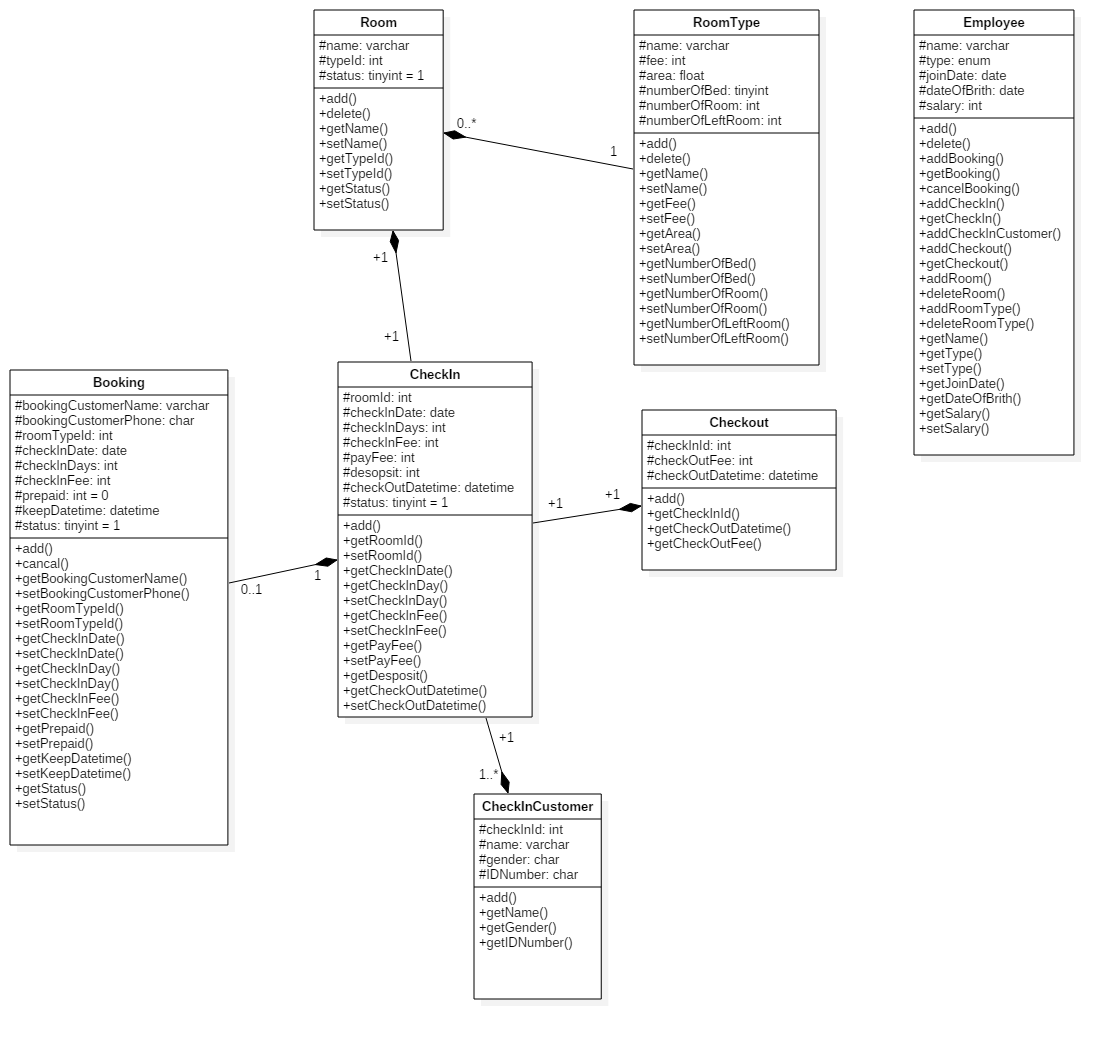 Room
#name: varchar
#typeId: int
#status: tinyint = 1
+add()
+delete()
+getName()
+setName()
+getTypeId()
+setTypeId()
+getStatus()
+setStatus()
0..*
1
RoomType
#name: varchar
#fee: int
#area: float
#numberOfBed: tinyint
#numberOfRoom: int
#numberOfLeftRoom: int
+add()
+delete()
+getName()
+setName()
+getFee()
+setFee()
+getArea()
+setArea()
+getNumberOfBed()
+setNumberOfBed()
+getNumberOfRoom()
+setNumberOfRoom()
+getNumberOfLeftRoom()
+setNumberOfLeftRoom()
Employee
#name: varchar
#type: enum
#joinDate: date
#dateOfBrith: date
#salary: int
+add()
+delete()
+addBooking()
+getBooking()
+cancelBooking()
+addCheckIn()
+getCheckIn()
+addCheckInCustomer()
+addCheckout()
+getCheckout()
+addRoom()
+deleteRoom()
+addRoomType()
+deleteRoomType()
+getName()
+getType()
+setType()
+getJoinDate()
+getDateOfBrith()
+getSalary()
+setSalary()
+1
+1
Booking
#bookingCustomerName: varchar
#bookingCustomerPhone: char
#roomTypeId: int
#checkInDate: date
#checkInDays: int
#checkInFee: int
#prepaid: int = 0
#keepDatetime: datetime
#status: tinyint = 1
+add()
+cancal()
+getBookingCustomerName()
+setBookingCustomerPhone()
+getRoomTypeId()
+setRoomTypeId()
+getCheckInDate()
+setCheckInDate()
+getCheckInDay()
+setCheckInDay()
+getCheckInFee()
+setCheckInFee()
+getPrepaid()
+setPrepaid()
+getKeepDatetime()
+setKeepDatetime()
+getStatus()
+setStatus()
0..1
1
CheckIn
#roomId: int
#checkInDate: date
#checkInDays: int
#checkInFee: int
#payFee: int
#desopsit: int
#checkOutDatetime: datetime
#status: tinyint = 1
+add()
+getRoomId()
+setRoomId()
+getCheckInDate()
+getCheckInDay()
+setCheckInDay()
+getCheckInFee()
+setCheckInFee()
+getPayFee()
+setPayFee()
+getDesposit()
+getCheckOutDatetime()
+setCheckOutDatetime()
+1
+1
Checkout
#checkInId: int
#checkOutFee: int
#checkOutDatetime: datetime
+add()
+getCheckInId()
+getCheckOutDatetime()
+getCheckOutFee()
+1
1..*
CheckInCustomer
#checkInId: int
#name: varchar
#gender: char
#IDNumber: char
+add()
+getName()
+getGender()
+getIDNumber()